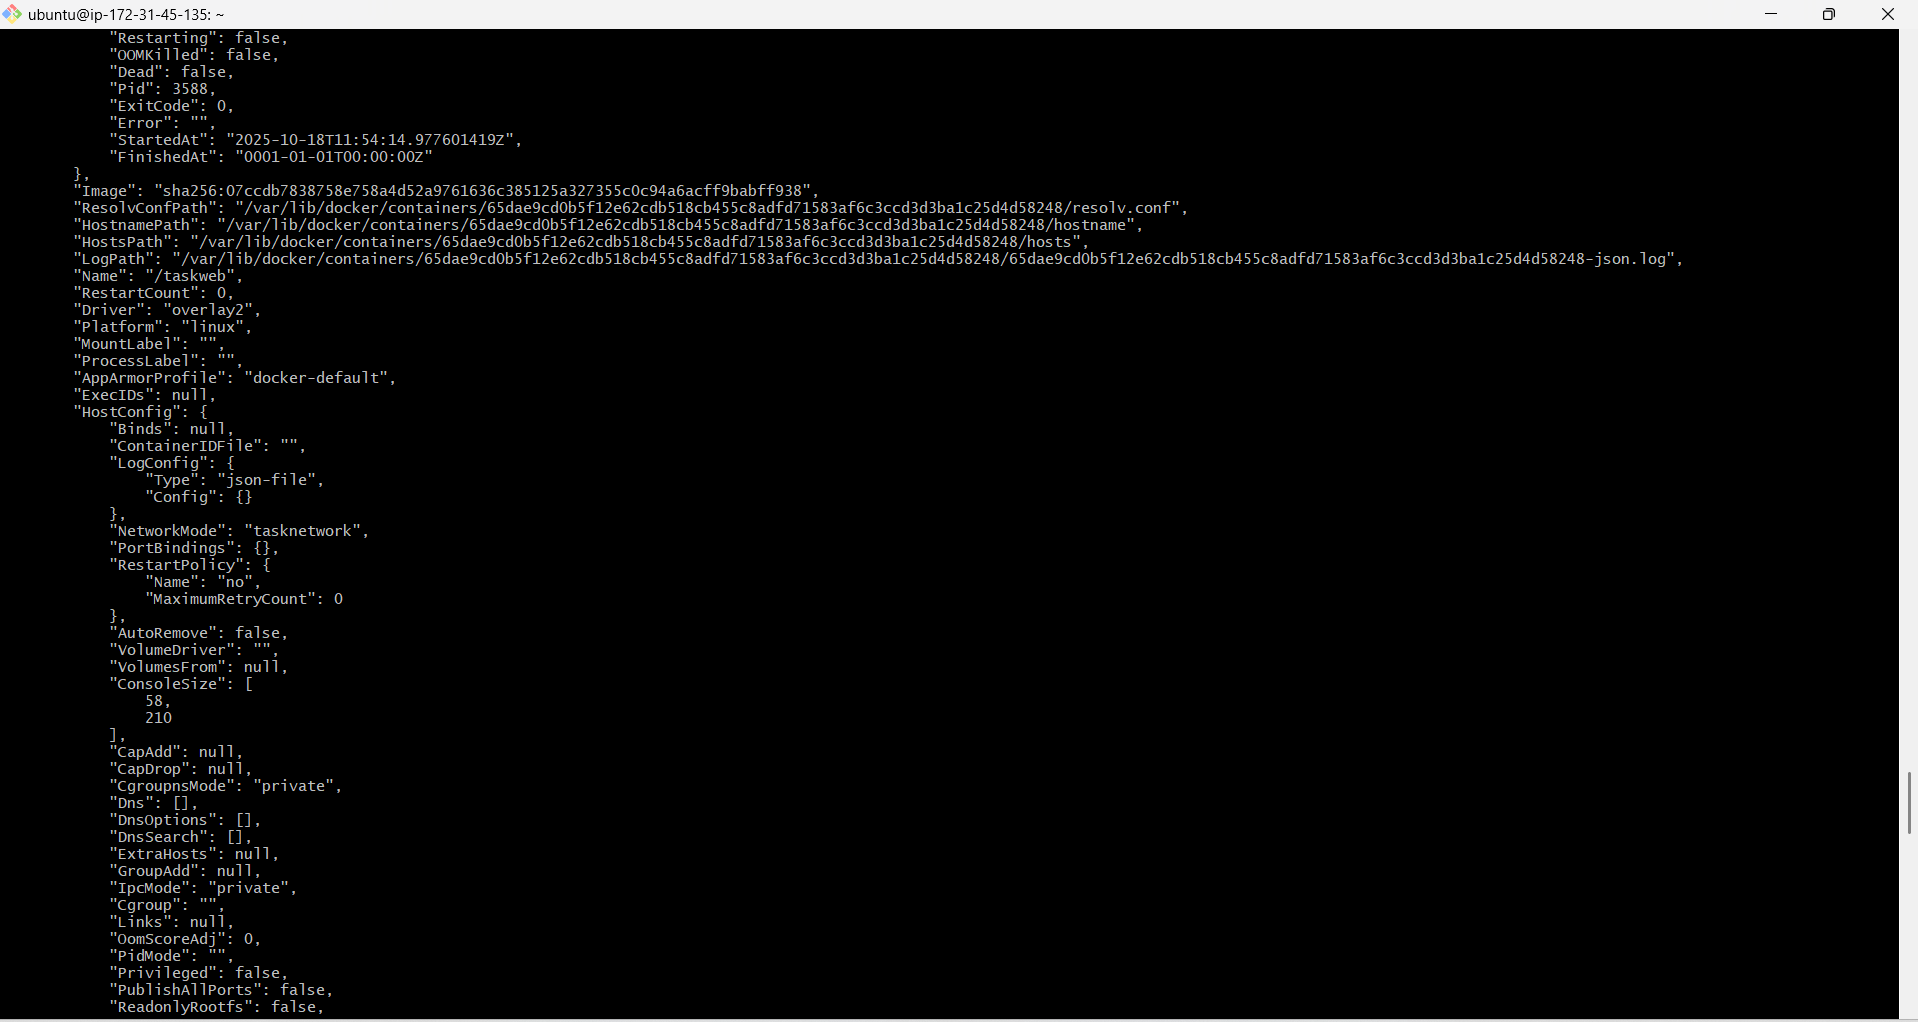 ubuntu@ip-172-31-45-135: ~
"Restarting": false,
"OOMKilled": false,
"Dead": false,
"Pid": 3588,
"ExitCode": 0,
"Error": "",
"StartedAt": "2025-10-18T11:54:14.977601419Z",
"FinishedAt": "0001-01-01T00:00:00Z"
},
"Image": "sha256:07ccdb7838758e758a4d52a9761636c385125a327355c0c94a6acff9babff938",
"ResolvConfPath": "/var/lib/docker/containers/65dae9cd0b5f12e62cdb518cb455c8adfd71583af6c3ccd3d3ba1c25d4d58248/resolv.conf",
"HostnamePath": "/var/lib/docker/containers/65dae9cd0b5f12e62cdb518cb455c8adfd71583af6c3ccd3d3ba1c25d4d58248/hostname",
"HostsPath": "/var/lib/docker/containers/65dae9cd0b5f12e62cdb518cb455c8adfd71583af6c3ccd3d3ba1c25d4d58248/hosts",
"LogPath": "/var/lib/docker/containers/65dae9cd0b5f12e62cdb518cb455c8adfd71583af6c3ccd3d3ba1c25d4d58248/65dae9cd0b5f12e62cdb518cb455c8adfd71583af6c3ccd3d3ba1c25d4d58248-json.log",
"Name": "/taskweb",
"RestartCount": 0,
"Driver": "overlay2",
"Platform": "linux",
"MountLabel": "",
"ProcessLabel": "",
"AppArmorProfile": "docker-default",
"ExecIDs": null,
"HostConfig": {
"Binds": null,
"ContainerIDFile": "",
"LogConfig": {
"Type": "json-file",
"Config": {}
},
"NetworkMode": "tasknetwork",
"PortBindings": {},
"RestartPolicy": {
"Name": "no",
"MaximumRetryCount": 0
},
"AutoRemove": false,
"VolumeDriver": "",
"VolumesFrom": null,
"ConsoleSize": [
58,
210
],
"CapAdd": null,
"CapDrop": null,
"CgroupnsMode": "private",
"Dns": [],
"DnsOptions": [],
"DnsSearch": [],
"ExtraHosts": null,
"GroupAdd": null,
"IpcMode": "private",
"Cgroup": "",
"Links": null,
"OomScoreAdj": 0,
"PidMode": "",
"Privileged": false,
"PublishAllPorts": false,
"ReadonlyRootfs": false,